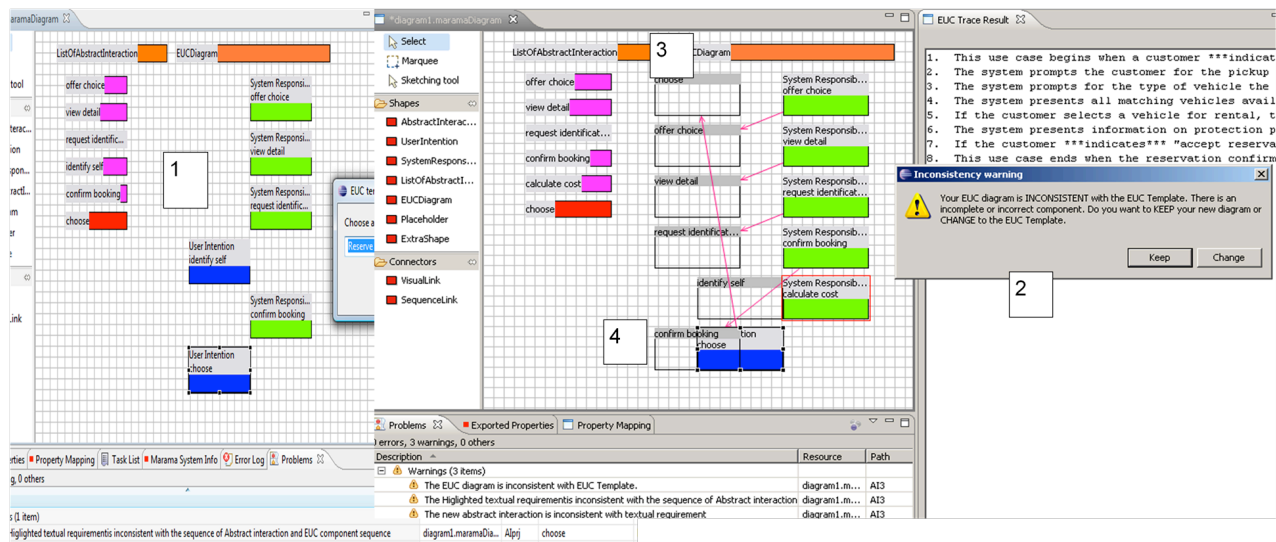 aramaDiagram
ListOfAbstractInteraction
EUCDiagram
tool
offer choice
System Responsi...
offer choice
view detail
request identific...
System Responsi...
view detail
identify self
1
confirm booking
System Responsi...
request identific...
choose
User Intention
identify self
System Responsi...
confirm booking
User Intention
choose
EUC ter
Choose a
Reserve
Link
rties
Property Mapping
Task List
Marama System Info
Error Log
Problems
g, 0 others
s (1 item)
Higlighted textual requirementis inconsistent with the sequence of Abstract interaction and EUC component sequence
diagram1.maramaDia...
AIprj
choose
*diagram1.maramaDiagram
Select
Marquee
Sketching tool
Shapes
AbstractInterac...
UserIntention
SystemRespons...
ListOfAbstractI...
EUCDiagram
Placeholder
ExtraShape
Connectors
VisualLink
SequenceLink
ListOfAbstractInteraction
3
CDiagram
offer choice
choose
System Responsib...
offer choice
view detail
request identificat...
offer choice
System Responsib...
view detail
confirm booking
calculate cost
view detail
System Responsib...
request identificat...
choose
request identificat...
System Responsib...
confirm booking
identify self
System Responsib...
calculate cost
4
confirm booking
tion
choose
Problems
Exported Properties
Property Mapping
0 errors, 3 warnings, 0 others
Description
Resource
Path
Warnings (3 items)
The EUC diagram is inconsistent with EUC Template.
diagram1.m...
AI3
The Higlighted textual requirementis inconsistent with the sequence of Abstract interaction
diagram1.m...
AI3
The new abstract interaction is inconsistent with textual requirement
diagram1.m...
AI3
EUC Trace Result
1. This use case begins when a customer ***indicat
2. The system prompts the customer for the pickup
3. The system prompts for the type of vehicle the
4. The system presents all matching vehicles avail
5. If the customer selects a vehicle for rental, t
6. The system presents information on protection p
7. If the customer ***indicates*** "accept reserva
8. This use case ends when the reservation confirm
Inconsistency warning
Your EUC diagram is INCONSISTENT with the EUC Template. There is an
incomplete or incorrect component. Do you want to KEEP your new diagram or
CHANGE to the EUC Template.
Keep
Change
2